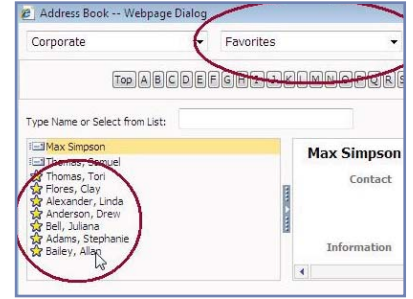 Address Book -- Webpage Dialog
Corporate Favorites
Top A B C D E F G H I J K L M N O P Q R S
Type Name or Select from List:
Max Simpson
Thomas, Samuel
Thomas, Tori
Flores, Clay
Alexander, Linda
Anderson, Drew
Bell, Juliana
Adams, Stephanie
Bailey, Allan
Max Simpson
Contact
Information